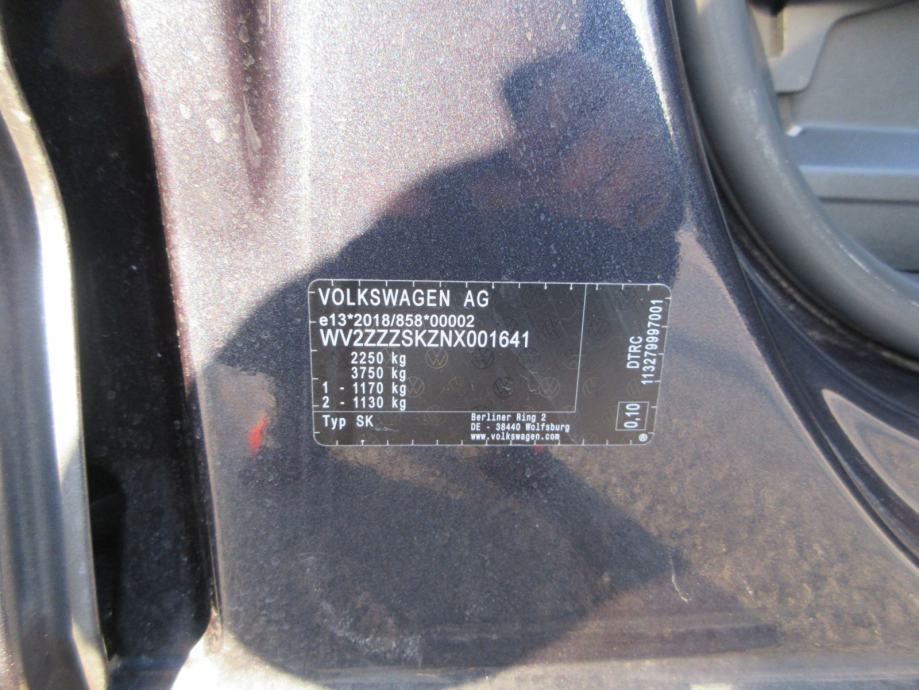 VOLKSWAGEN AG
e13*2018/858*00002
WV2ZZZSKZNX001641
2250 kg
3750 kg
1 - 1170 kg
2 - 1130 kg
Typ SK
Berliner Ring 2
DE - 38440 Wolfsburg
www.volkswagen.com
DTRC
113279997001
0,10
®